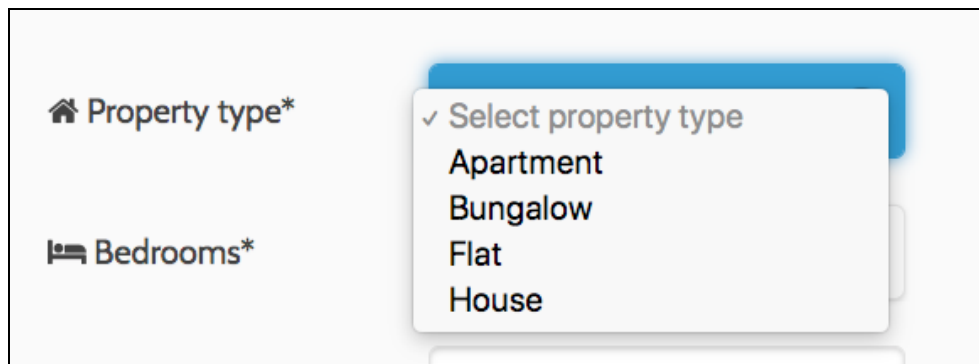 Property type*
Select property type
Apartment
Bungalow
Flat
House
Bedrooms*